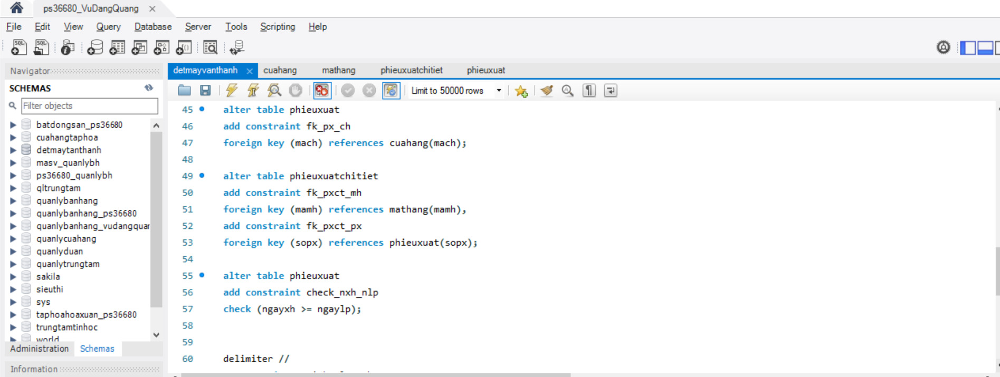 ps36680_VuDangQuang
File Edit View Query Database Server Tools Scripting Help
Navigator
SCHEMAS
Filter objects
batdongsan_ps36680
cuahangtaphoa
detmaytanthanh
masv_quanlybh
ps36680_quanlybh
qltrungtam
quanlybanhang
quanlybanhang_ps36680
quanlybanhang_vudangquar
quanlycuahang
quanlyduan
quanlytrungtam
sakila
sieuthi
sys
taphoahoaxuan_ps36680
trungtamtinhoc
world
Administration Schemas
Information
detmayvanthanh cuahang mathang phieuxuatchitiet phieuxuat
Limit to 50000 rows
45 alter table phieuxuat
46 add constraint fk_px_ch
47 foreign key (mach) references cuahang(mach);
48
49 alter table phieuxuatchitiet
50 add constraint fk_pxct_mh
51 foreign key (mamh) references mathang(mamh),
52 add constraint fk_pxct_px
53 foreign key (sopx) references phieuxuat(sopx);
54
55 alter table phieuxuat
56 add constraint check_nxh_nlp
57 check (ngayxh >= ngaylp);
58
59
60 delimiter //